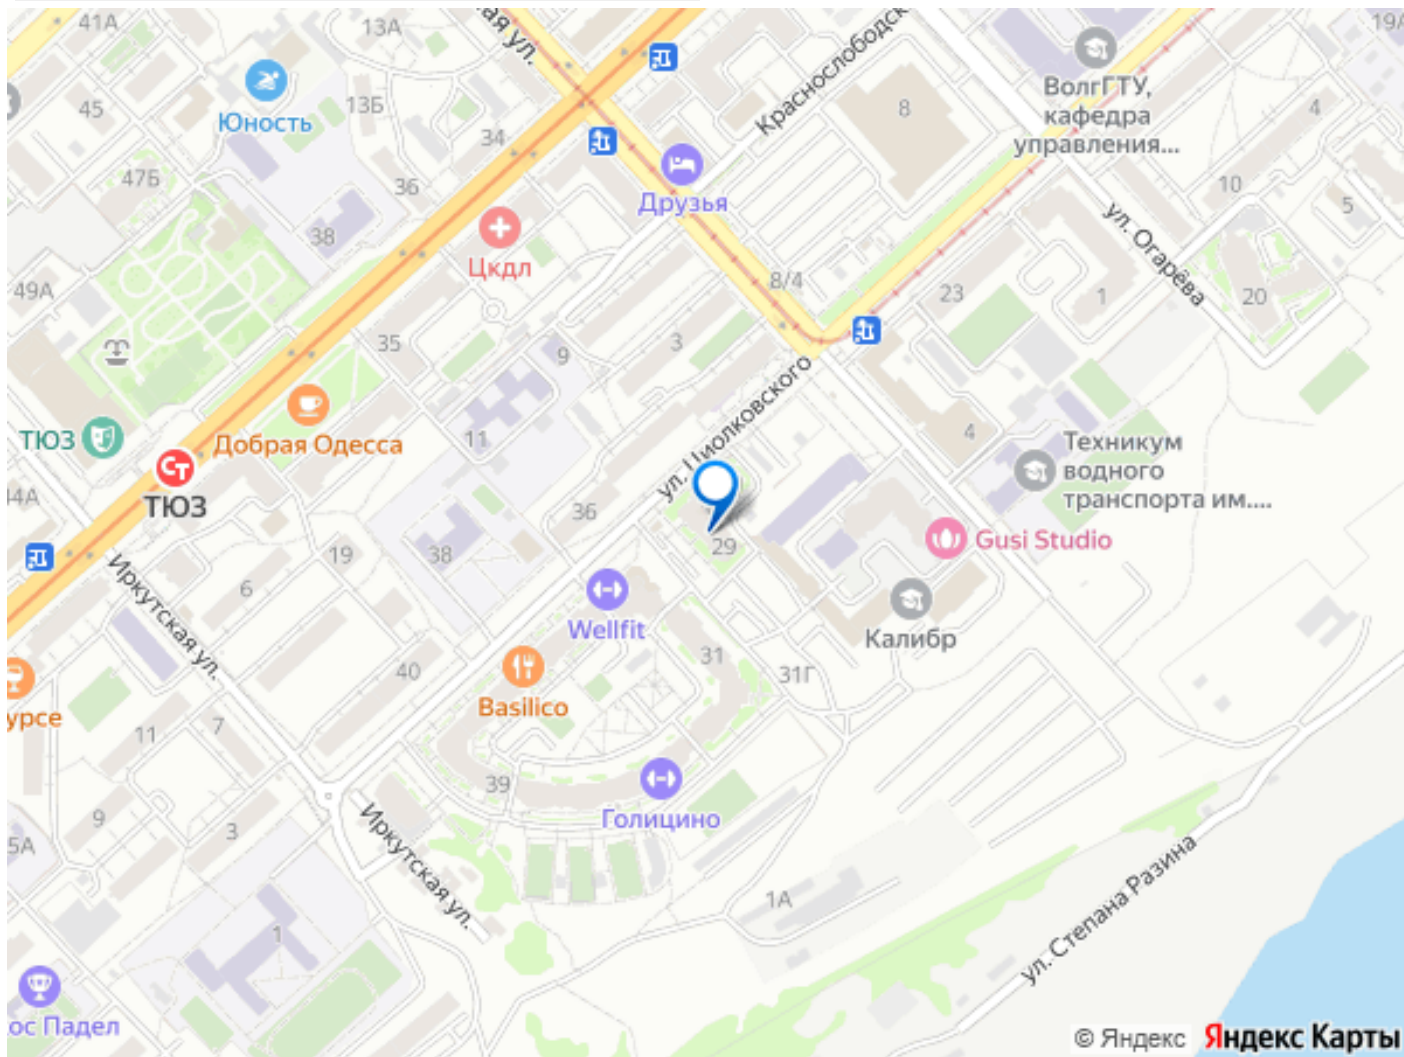 41А
13А
ная ул.
Краснослободск
19А
ВолгГТУ,
кафедра
управления...
45
Юность
13Б
34
8
4
47Б
36
Друзья
10
5
38
Цкдл
ул. Огарёва
49А
8/4
23
1
20
35
9
3
ул. Циолковского
Добрая Одесса
ТЮЗ
11
4
Техникум
водного
транспорта им....
Ст
ТЮЗ
44А
36
29
Gusi Studio
19
38
Иркутская ул.
6
Wellfit
Калибр
40
31
31Г
Basilico
урсе
11
7
39
Голицино
9
3
5А
Иркутская ул.
1А
ул. Степана Разина
1
ос Падел
© Яндекс
Яндекс Карты